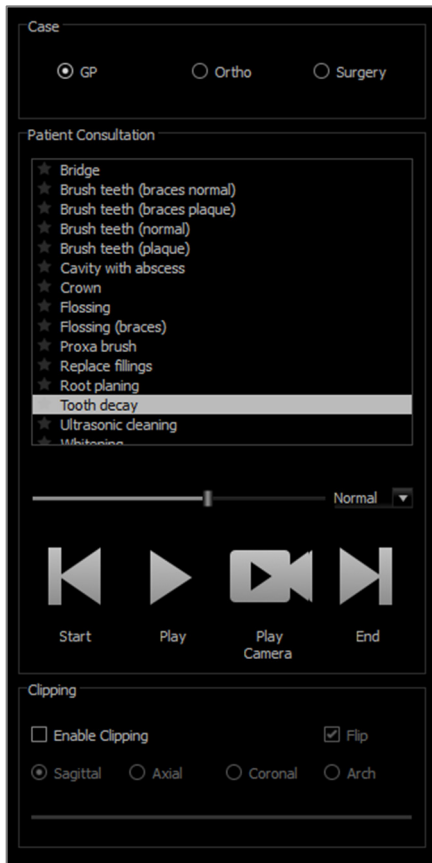 Case
GP Ortho Surgery
Patient Consultation
Bridge
Brush teeth (braces normal)
Brush teeth (braces plaque)
Brush teeth (normal)
Brush teeth (plaque)
Cavity with abscess
Crown
Flossing
Flossing (braces)
Proxa brush
Replace fillings
Root planing
Tooth decay
Ultrasonic cleaning
Whitening
Normal
Start Play Play End
Camera
Clipping
Enable Clipping Flip
Sagittal Axial Coronal Arch